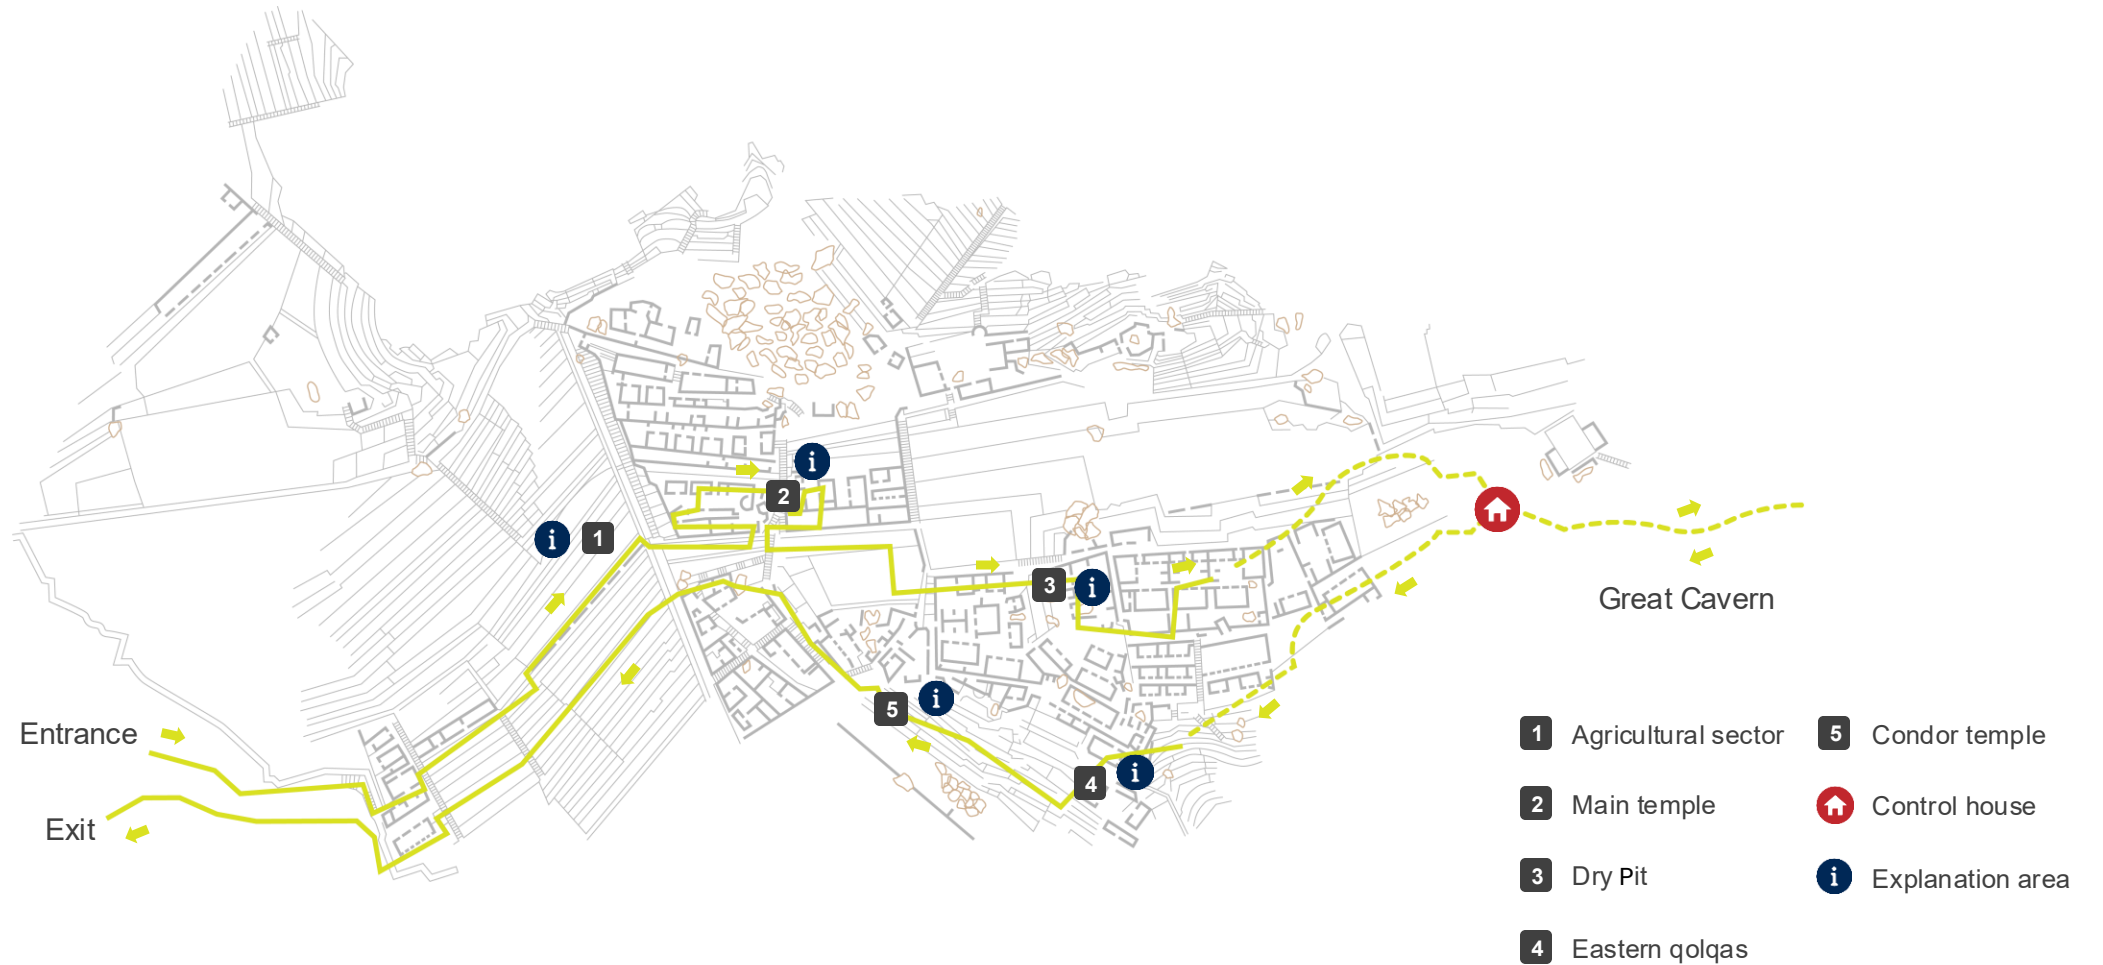 2
1
3
5
4
Entrance
Exit
Great Cavern
1 Agricultural sector
2 Main temple
3 Dry Pit
4 Eastern qolqas
5 Condor temple
Control house
i Explanation area